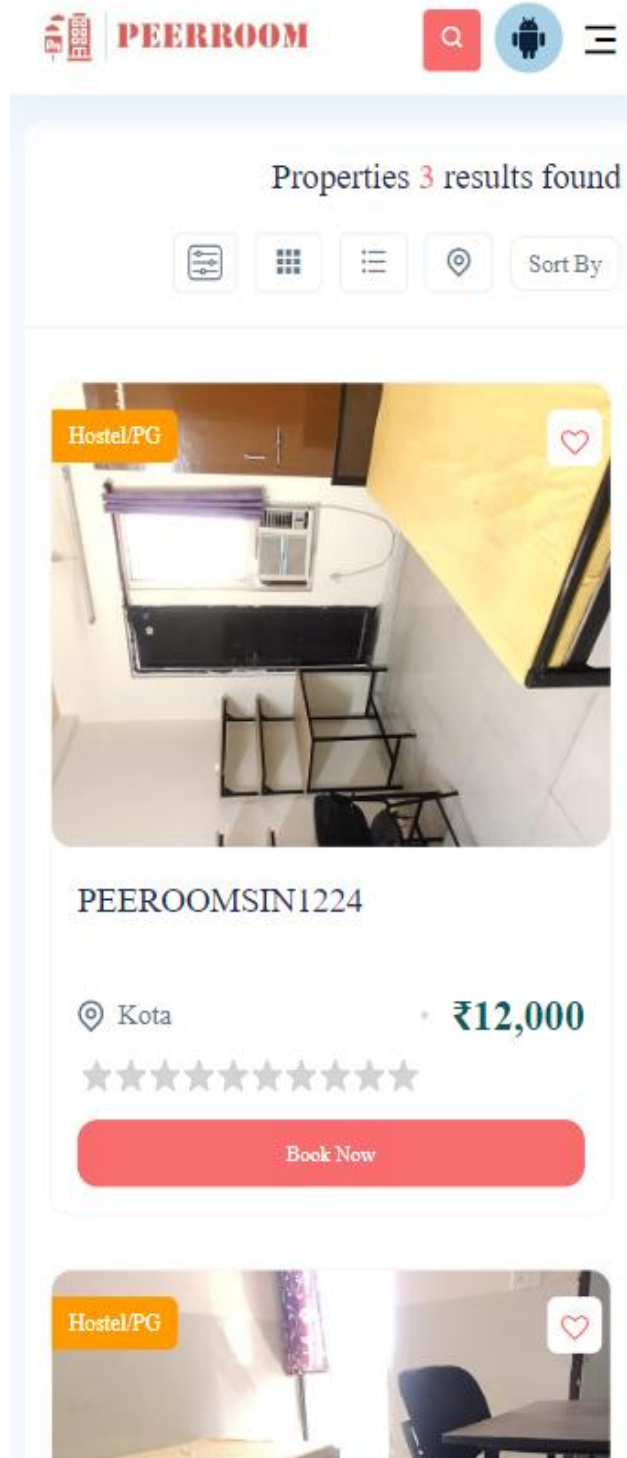 PEERROOM
Properties 3 results found
Sort By
Hostel/PG
PEEROOMSIN1224
Kota
₹12,000
Book Now
Hostel/PG